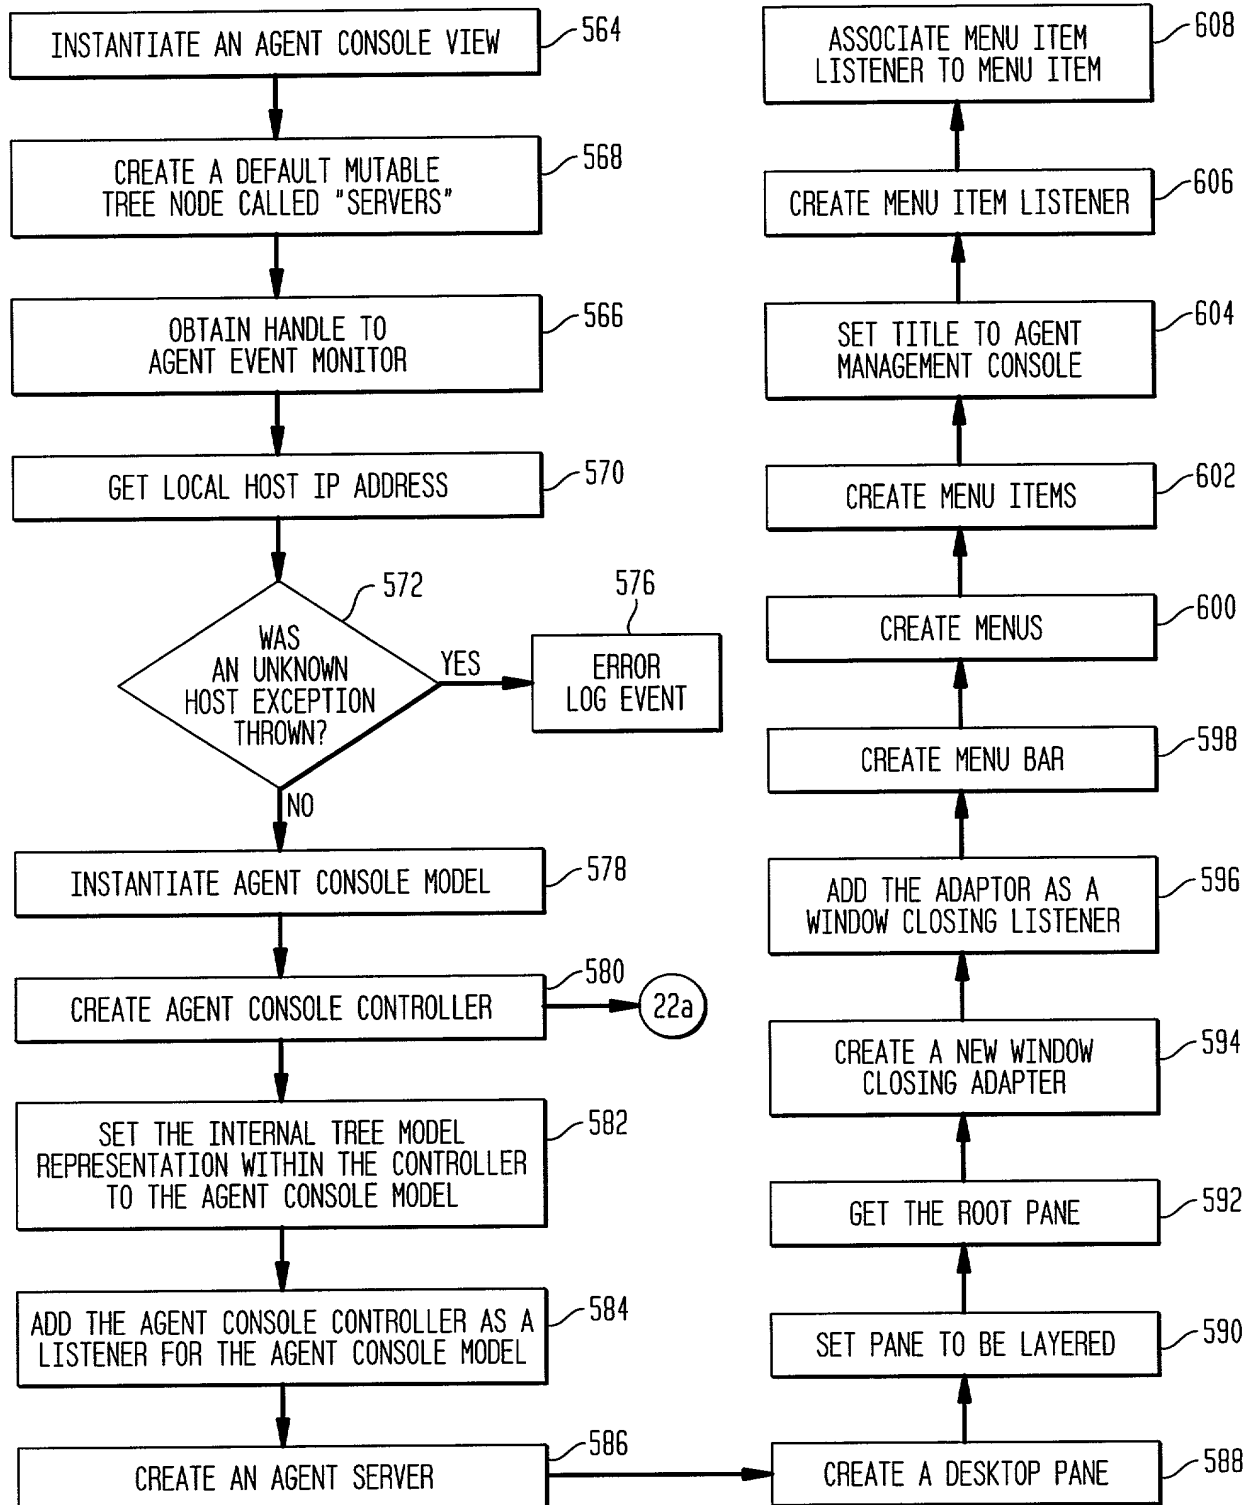 INSTANTIATE AN AGENT CONSOLE VIEW
564
CREATE A DEFAULT MUTABLE
TREE NODE CALLED "SERVERS"
568
OBTAIN HANDLE TO
AGENT EVENT MONITOR
566
GET LOCAL HOST IP ADDRESS
570
572
WAS
AN UNKNOWN
HOST EXCEPTION
THROWN?
YES
576
ERROR
LOG EVENT
NO
INSTANTIATE AGENT CONSOLE MODEL
578
CREATE AGENT CONSOLE CONTROLLER
580
22a
SET THE INTERNAL TREE MODEL
REPRESENTATION WITHIN THE CONTROLLER
TO THE AGENT CONSOLE MODEL
582
ADD THE AGENT CONSOLE CONTROLLER AS A
LISTENER FOR THE AGENT CONSOLE MODEL
584
CREATE AN AGENT SERVER
586
ASSOCIATE MENU ITEM
LISTENER TO MENU ITEM
608
CREATE MENU ITEM LISTENER
606
SET TITLE TO AGENT
MANAGEMENT CONSOLE
604
CREATE MENU ITEMS
602
CREATE MENUS
600
CREATE MENU BAR
598
ADD THE ADAPTOR AS A
WINDOW CLOSING LISTENER
596
CREATE A NEW WINDOW
CLOSING ADAPTER
594
GET THE ROOT PANE
592
SET PANE TO BE LAYERED
590
CREATE A DESKTOP PANE
588